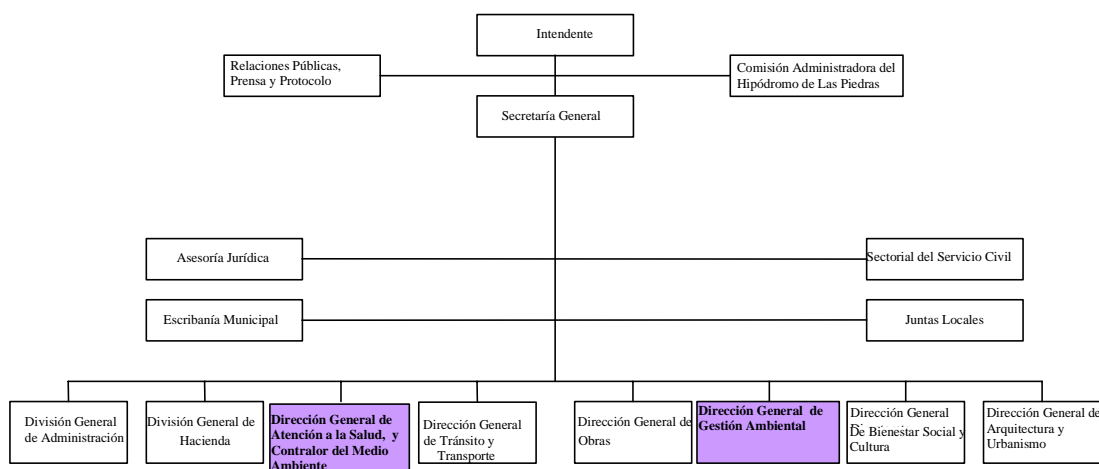 Intendente
Relaciones Públicas,
Prensa y Protocolo
Comisión Administradora del
Hipódromo de Las Piedras
Secretaría General
Asesoría Jurídica
Sectorial del Servicio Civil
Escribanía Municipal
Juntas Locales
División General
de Administración
División General de
Hacienda
Dirección General de
Atención a la Salud, y
Contralor del Medio
Ambiente
Dirección General
de Tránsito y
Transporte
Dirección General de
Obras
Dirección General de
Gestión Ambiental
Dirección General
De Bienestar Social y
Cultura
Dirección General de
Arquitectura y
Urbanismo